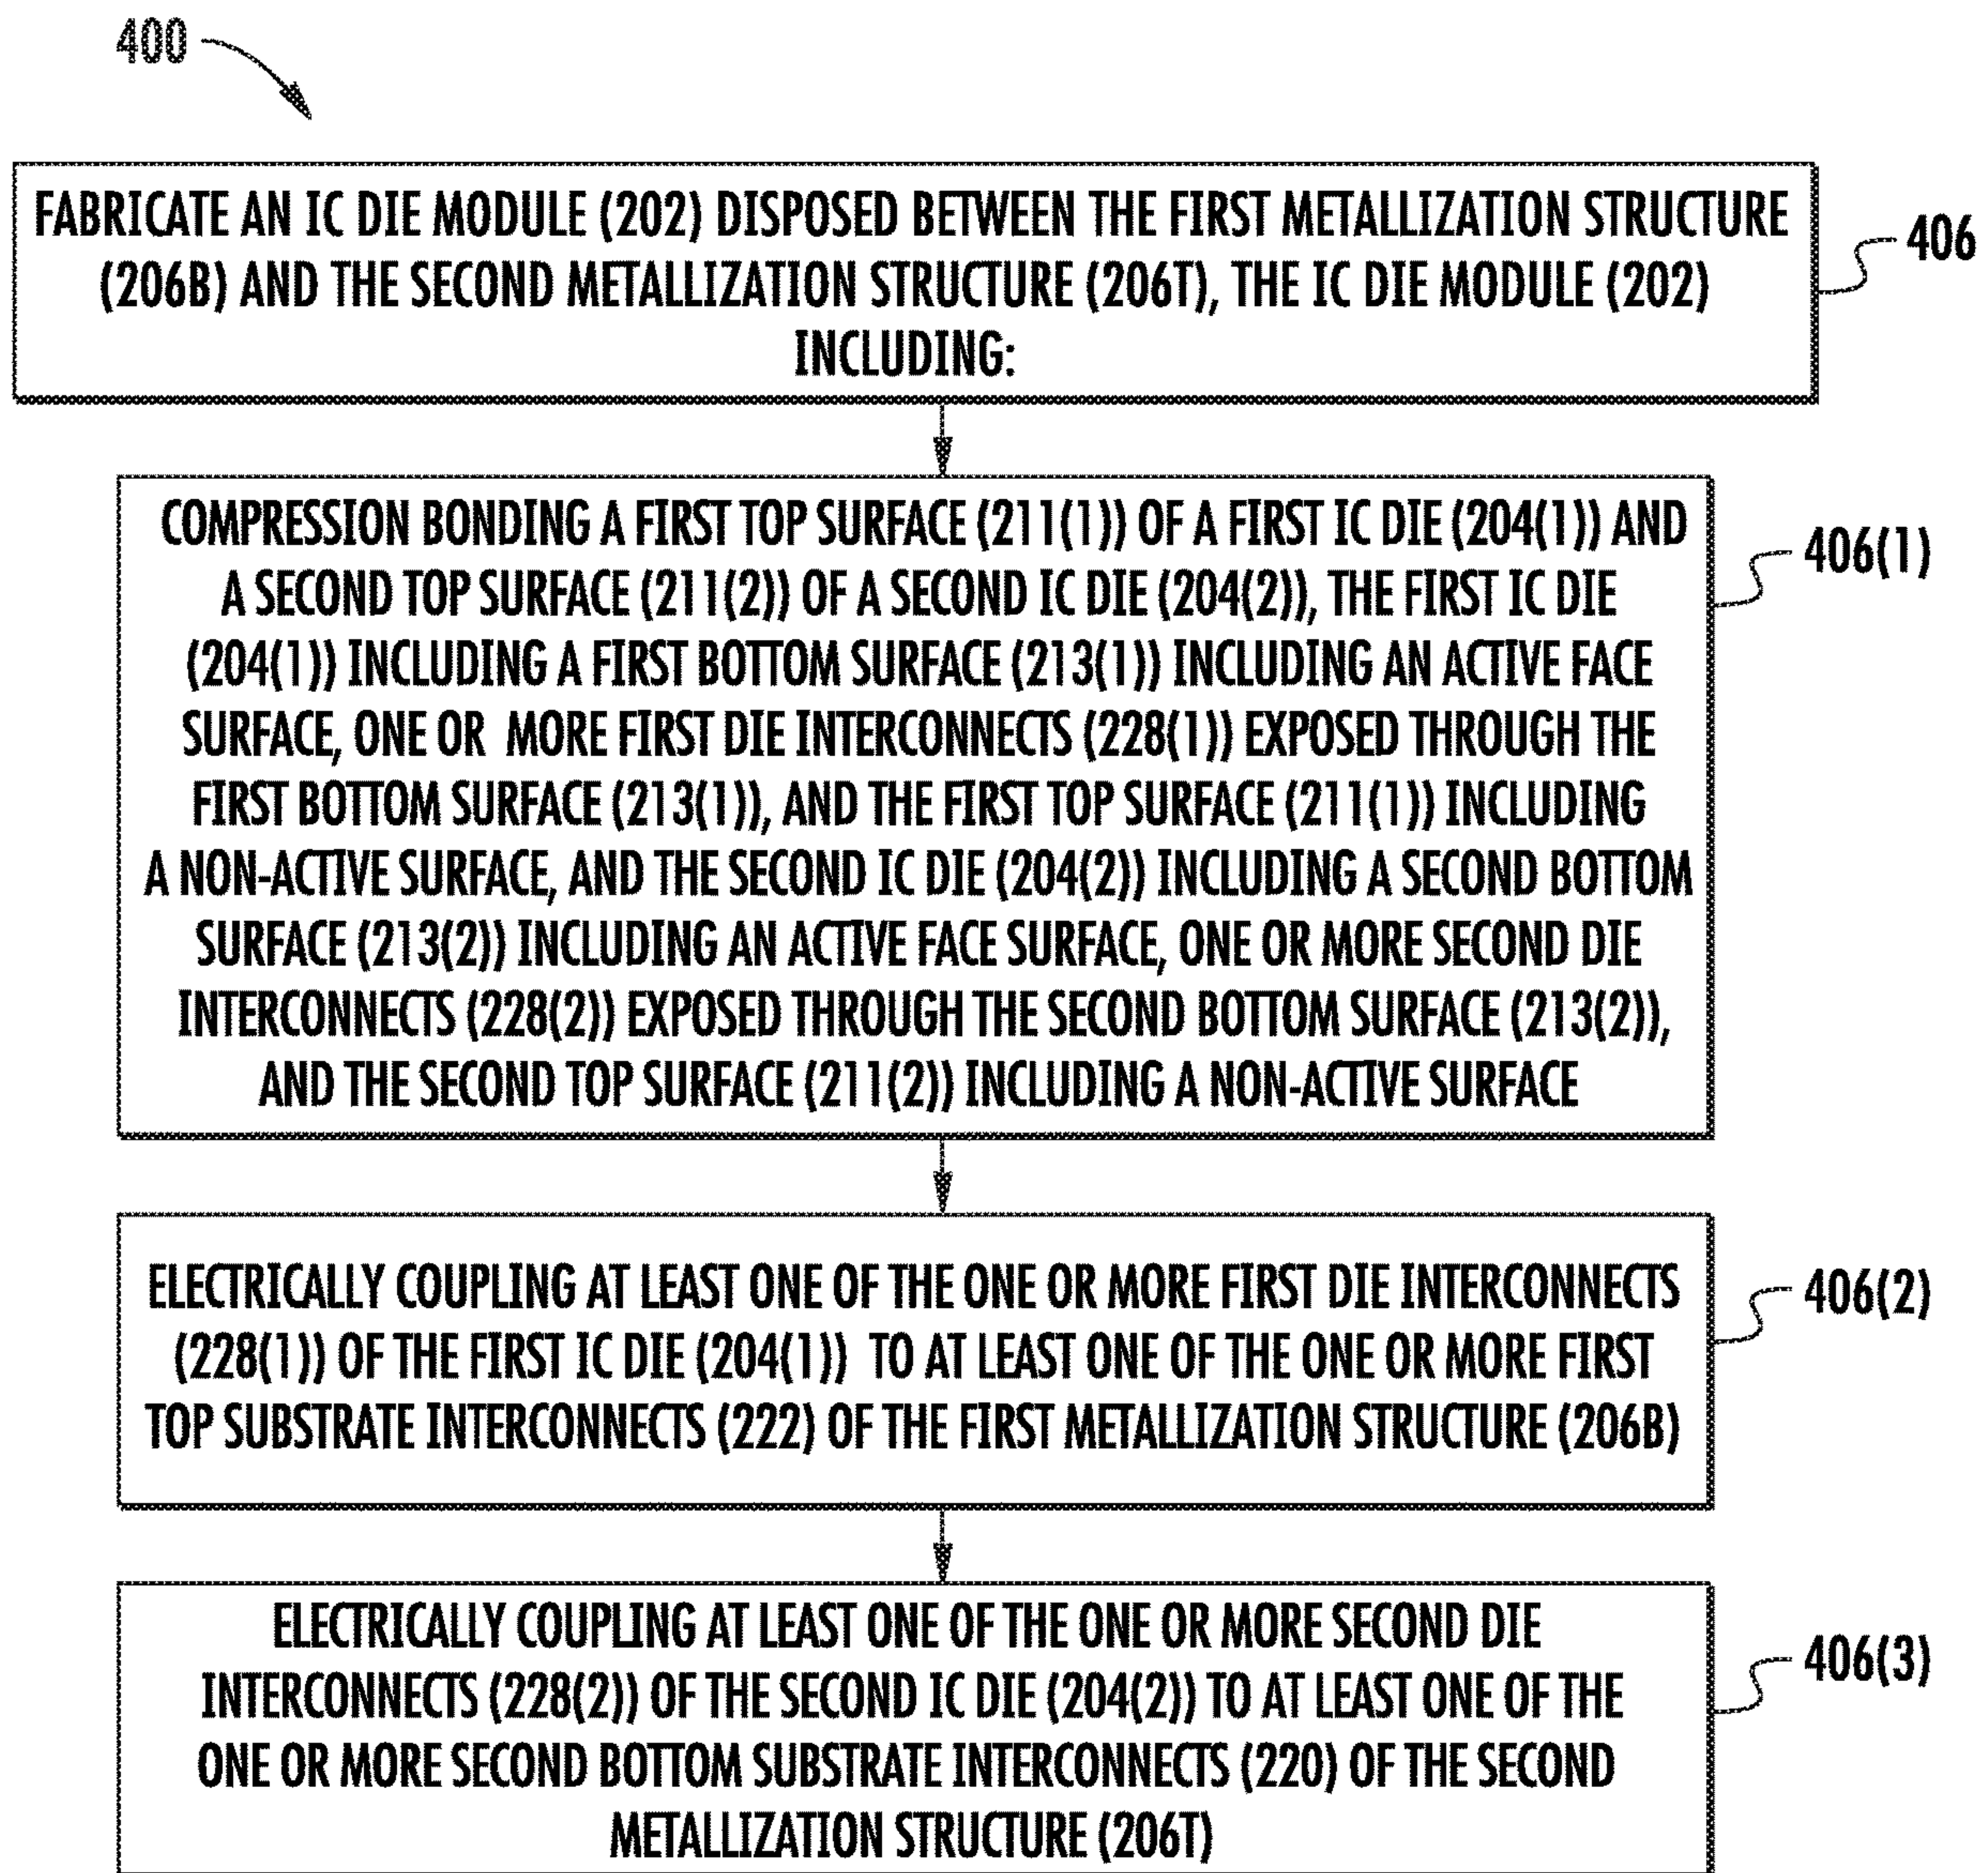 400
FABRICATE AN IC DIE MODULE (202) DISPOSED BETWEEN THE FIRST METALLIZATION STRUCTURE
(206B) AND THE SECOND METALLIZATION STRUCTURE (206T), THE IC DIE MODULE (202)
INCLUDING:
406
COMPRESSION BONDING A FIRST TOP SURFACE (211(1)) OF A FIRST IC DIE (204(1)) AND
A SECOND TOP SURFACE (211(2)) OF A SECOND IC DIE (204(2)), THE FIRST IC DIE
(204(1)) INCLUDING A FIRST BOTTOM SURFACE (213(1)) INCLUDING AN ACTIVE FACE
SURFACE, ONE OR MORE FIRST DIE INTERCONNECTS (228(1)) EXPOSED THROUGH THE
FIRST BOTTOM SURFACE (213(1)), AND THE FIRST TOP SURFACE (211(1)) INCLUDING
A NON-ACTIVE SURFACE, AND THE SECOND IC DIE (204(2)) INCLUDING A SECOND BOTTOM
SURFACE (213(2)) INCLUDING AN ACTIVE FACE SURFACE, ONE OR MORE SECOND DIE
INTERCONNECTS (228(2)) EXPOSED THROUGH THE SECOND BOTTOM SURFACE (213(2)),
AND THE SECOND TOP SURFACE (211(2)) INCLUDING A NON-ACTIVE SURFACE
406(1)
ELECTRICALLY COUPLING AT LEAST ONE OF THE ONE OR MORE FIRST DIE INTERCONNECTS
(228(1)) OF THE FIRST IC DIE (204(1)) TO AT LEAST ONE OF THE ONE OR MORE FIRST
TOP SUBSTRATE INTERCONNECTS (222) OF THE FIRST METALLIZATION STRUCTURE (206B)
406(2)
ELECTRICALLY COUPLING AT LEAST ONE OF THE ONE OR MORE SECOND DIE
INTERCONNECTS (228(2)) OF THE SECOND IC DIE (204(2)) TO AT LEAST ONE OF THE
ONE OR MORE SECOND BOTTOM SUBSTRATE INTERCONNECTS (220) OF THE SECOND
METALLIZATION STRUCTURE (206T)
406(3)